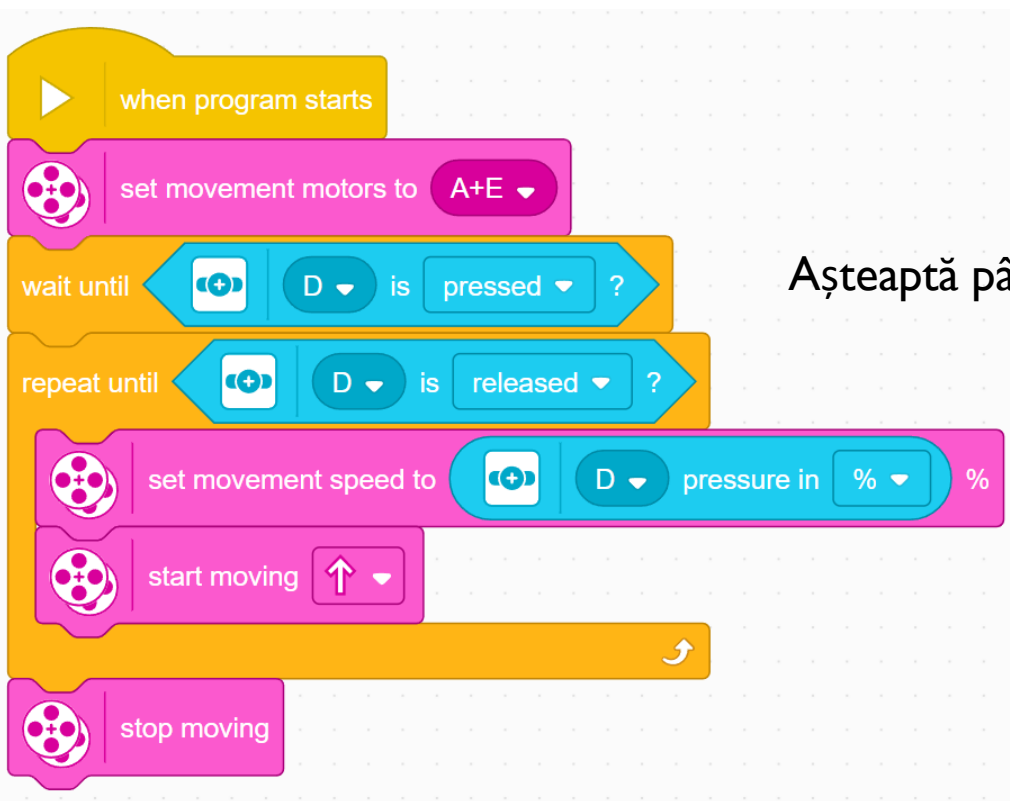 when program starts
set movement motors to A+E
wait until D is pressed ?
Așteaptă pâ
repeat until D is released ?
set movement speed to D pressure in % %
start moving
stop moving